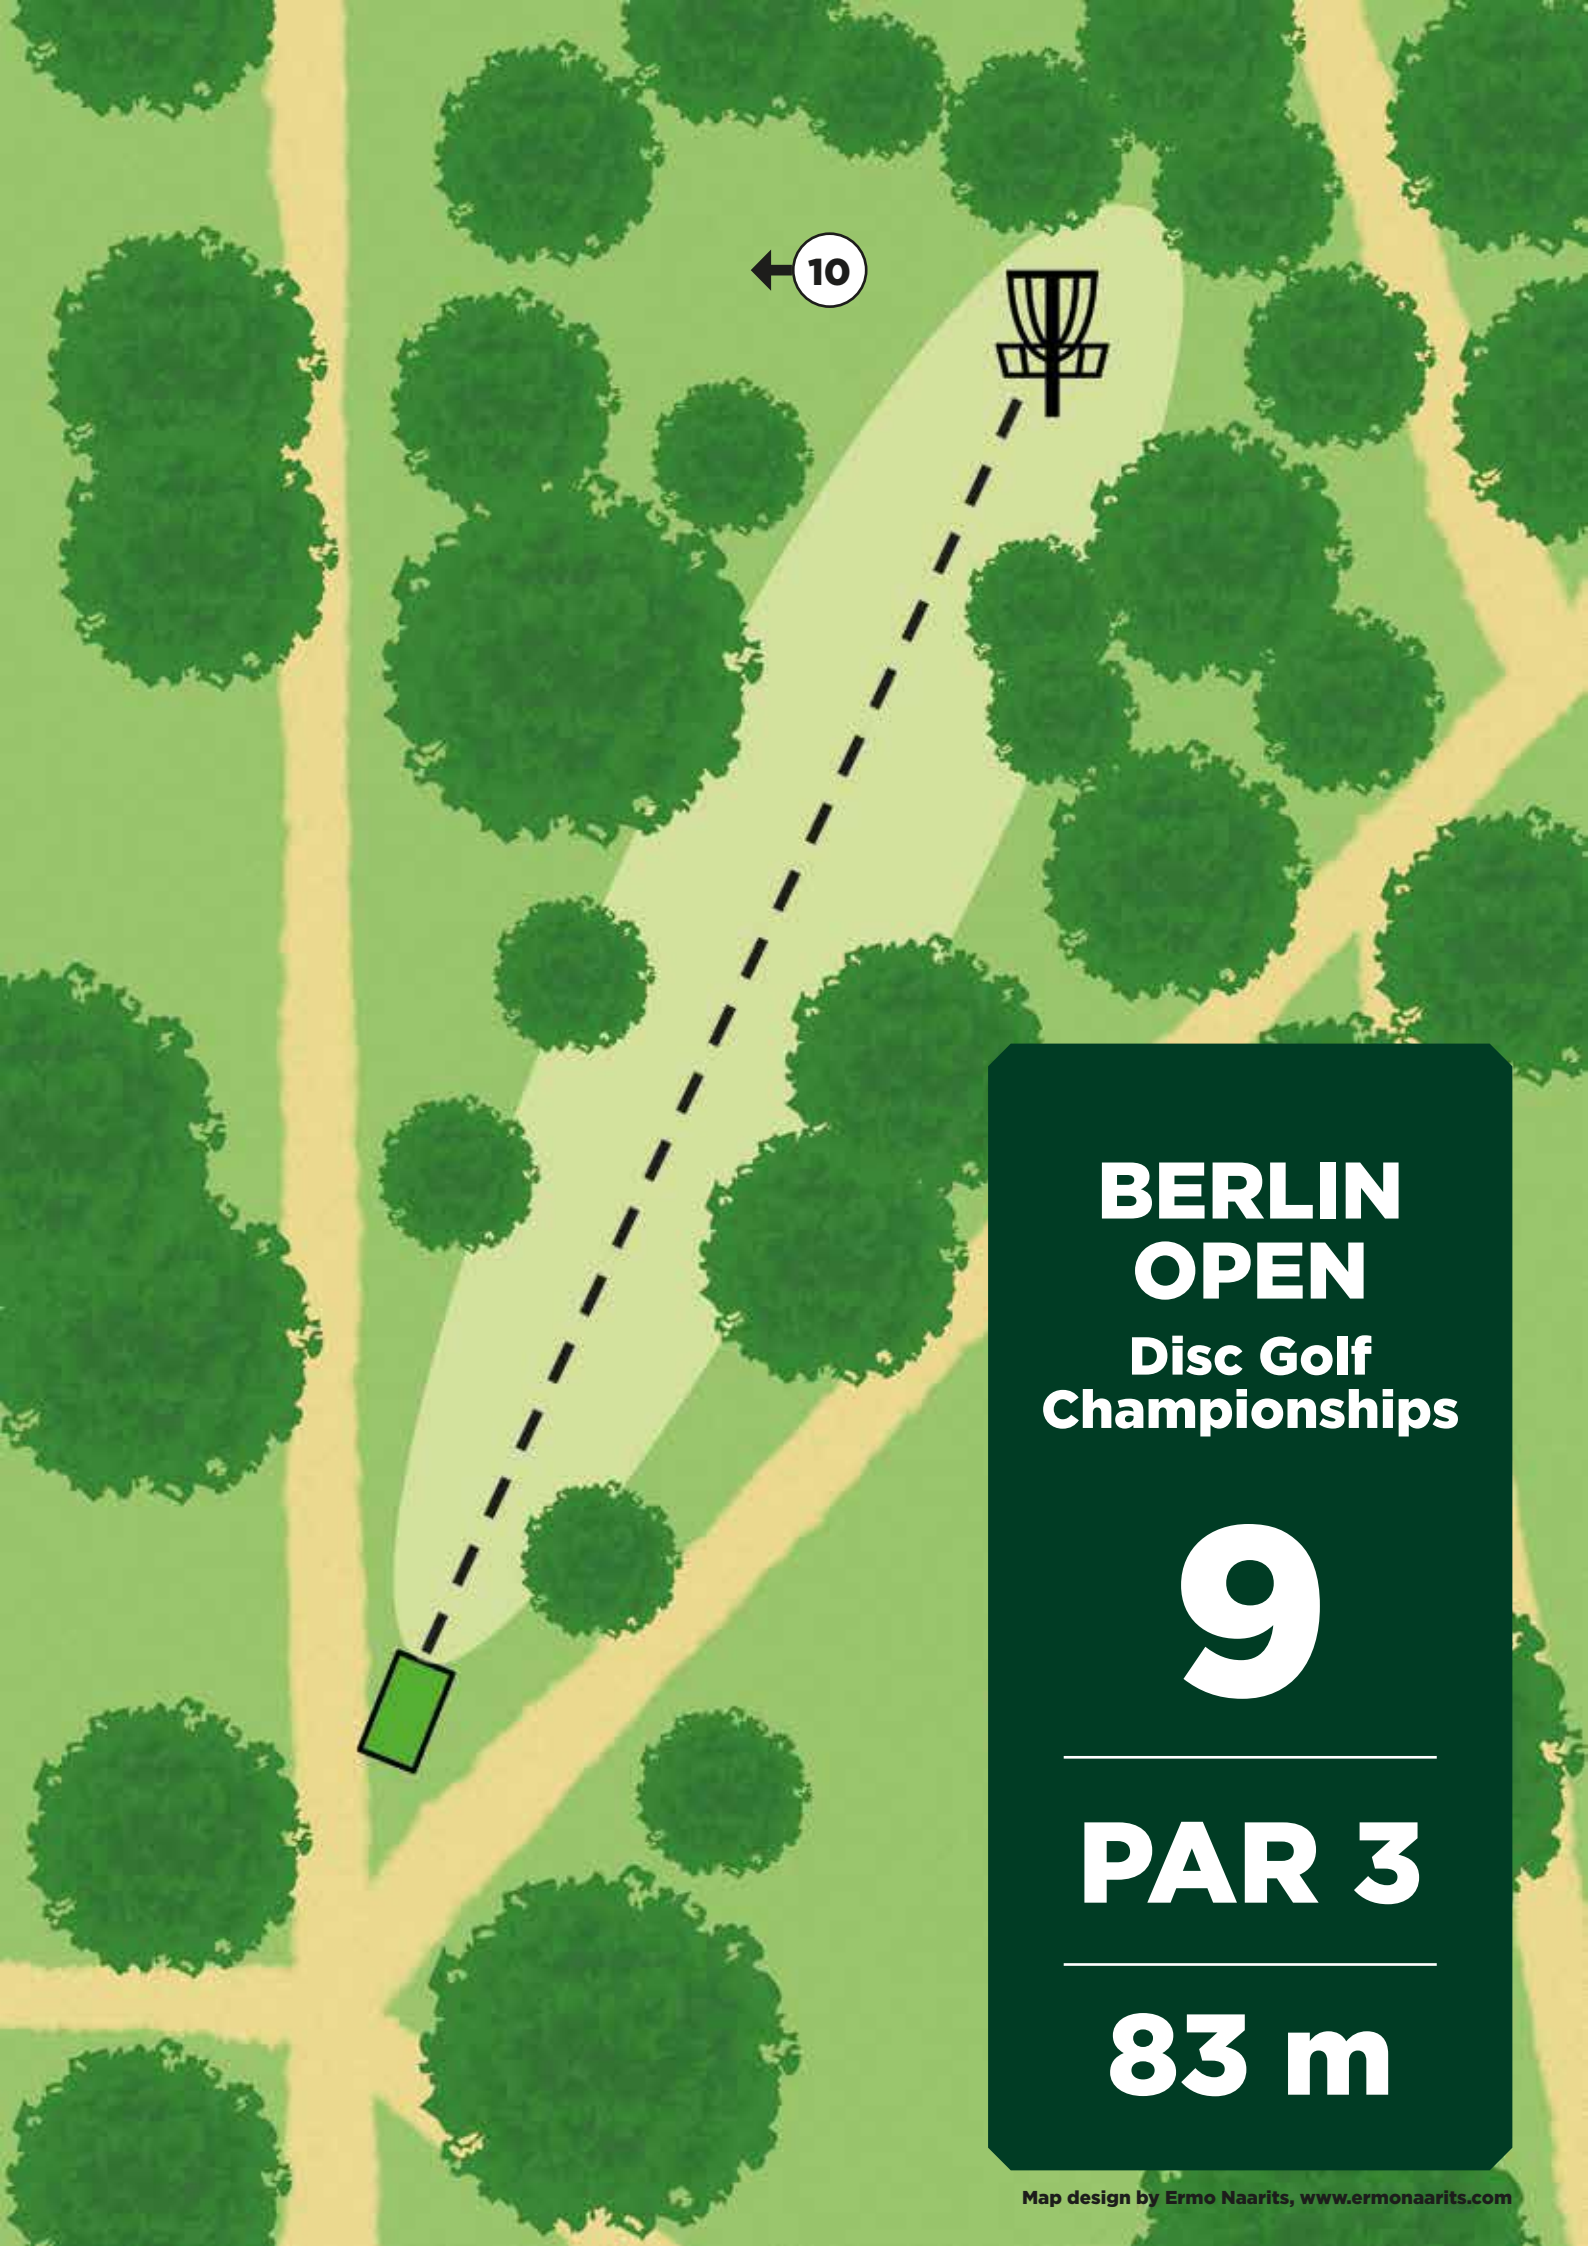 10
BERLIN
OPEN
Disc Golf
Championships
9
PAR 3
83 m
Map design by Ermo Naarits, www.ermonaarits.com